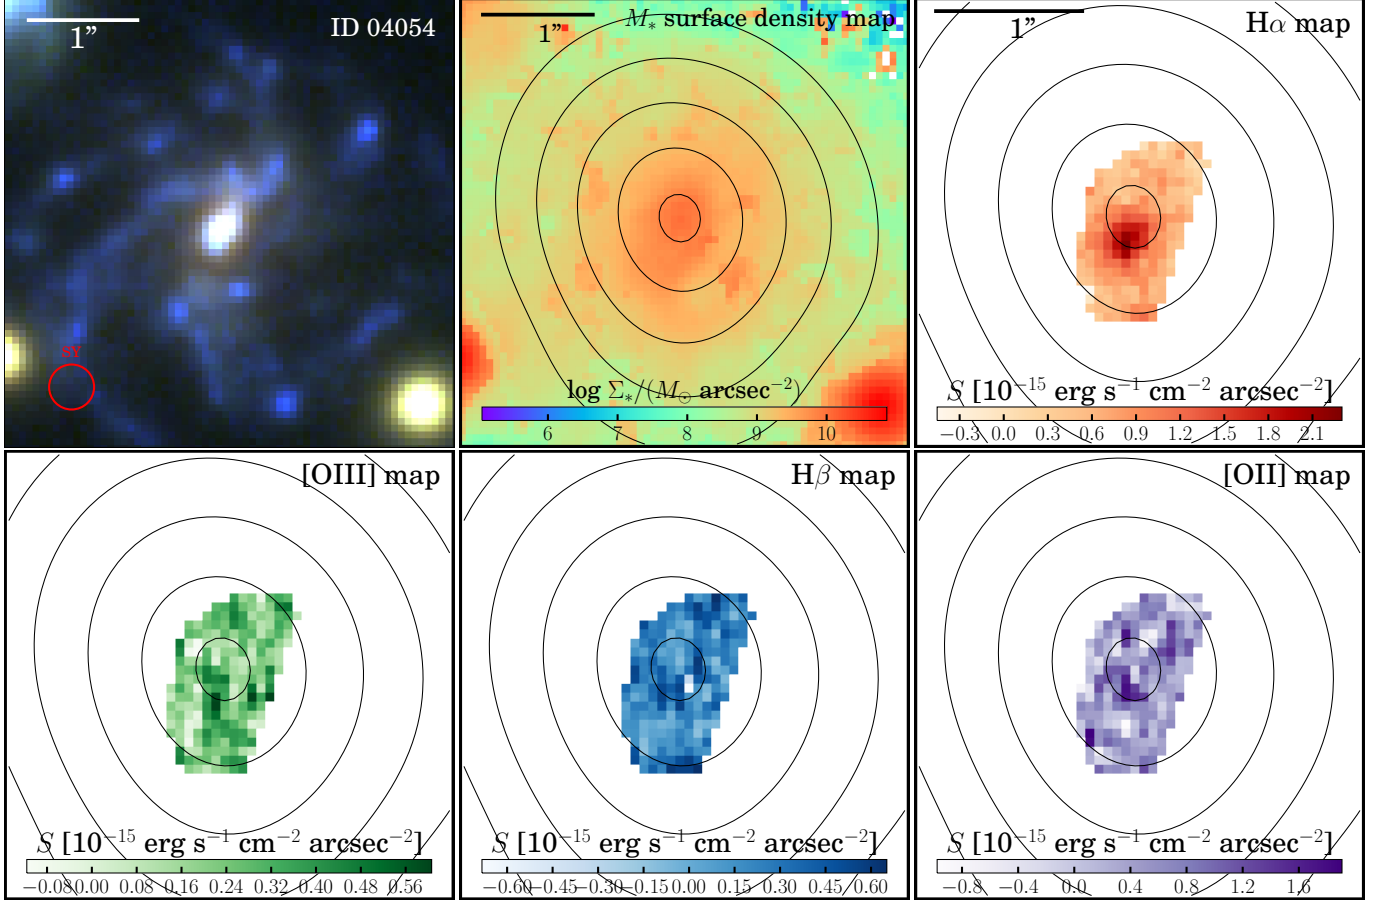 ID 04054
1”
SY
M* surface density map
1”
log Σ*/(M⊙ arcsec⁻²)
6 7 8 9 10
Hα map
1”
S [10⁻¹⁵ erg s⁻¹ cm⁻² arcsec⁻²]
−0.3 0.0 0.3 0.6 0.9 1.2 1.5 1.8 2.1
[OIII] map
S [10⁻¹⁵ erg s⁻¹ cm⁻² arcsec⁻²]
−0.08 0.00 0.08 0.16 0.24 0.32 0.40 0.48 0.56
Hβ map
S [10⁻¹⁵ erg s⁻¹ cm⁻² arcsec⁻²]
−0.60 −0.45 −0.30 −0.15 0.00 0.15 0.30 0.45 0.60
[OII] map
S [10⁻¹⁵ erg s⁻¹ cm⁻² arcsec⁻²]
−0.8 −0.4 0.0 0.4 0.8 1.2 1.6